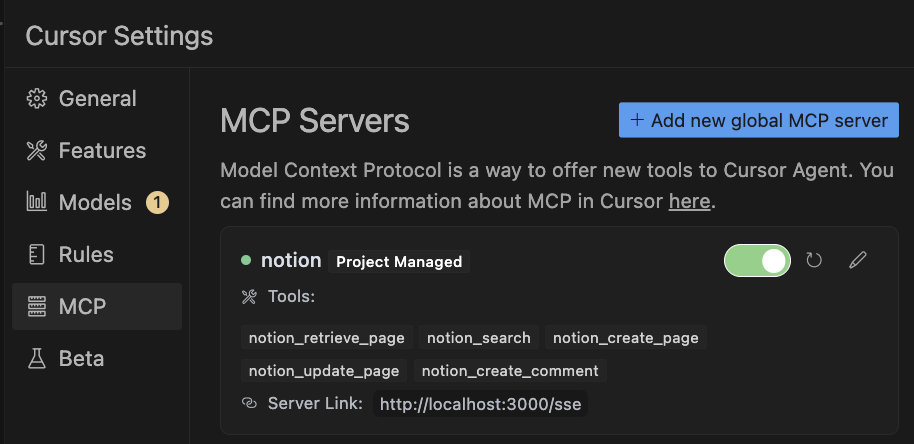 Cursor Settings
General
Features
Models 1
Rules
MCP
Beta
MCP Servers
+ Add new global MCP server
Model Context Protocol is a way to offer new tools to Cursor Agent. You
can find more information about MCP in Cursor here.
notion Project Managed
Tools:
notion_retrieve_page notion_search notion_create_page
notion_update_page notion_create_comment
Server Link: http://localhost:3000/sse